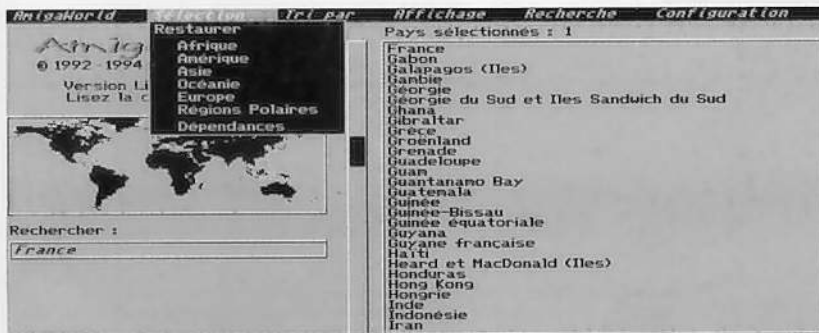 AmigaWorld Sélection Tri par Affichage Recherche Configuration
Restaurer
Afrique
Amérique
Asie
Océanie
Europe
Régions Polaires
Dépendances
Amig
© 1992-1994
Version Li
Lisez la
Rechercher :
France
Pays sélectionnés : 1
France
Gabon
Galapagos (Iles)
Gambie
Géorgie
Géorgie du Sud et Iles Sandwich du Sud
Ghana
Gibraltar
Grèce
Groenland
Grenade
Guadeloupe
Guam
Guantanamo Bay
Guatemala
Guinée
Guinée-Bissau
Guinée équatoriale
Guyana
Guyane française
Haïti
Heard et MacDonald (Iles)
Honduras
Hong Kong
Hongrie
Inde
Indonésie
Iran